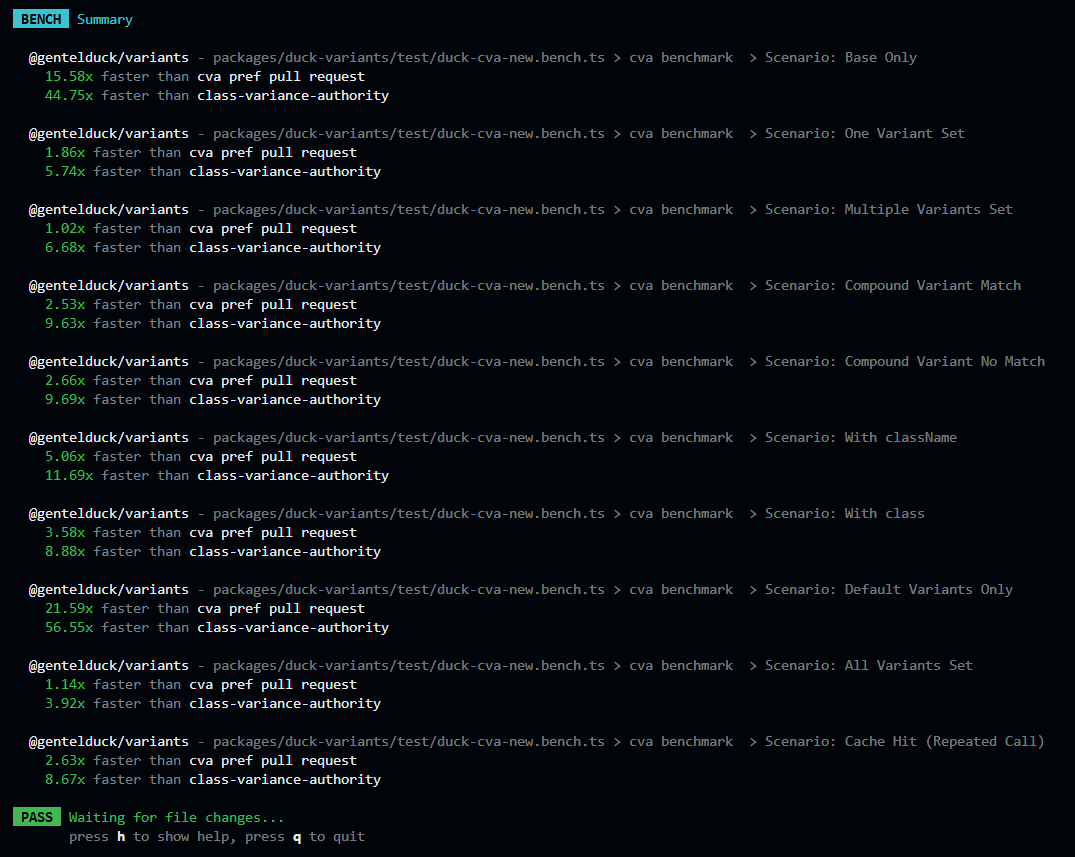 BENCH Summary
@gentelduck/variants - packages/duck-variants/test/duck-cva-new.bench.ts > cva benchmark > Scenario: Base Only
15.58x faster than cva pref pull request
44.75x faster than class-variance-authority
@gentelduck/variants - packages/duck-variants/test/duck-cva-new.bench.ts > cva benchmark > Scenario: One Variant Set
1.86x faster than cva pref pull request
5.74x faster than class-variance-authority
@gentelduck/variants - packages/duck-variants/test/duck-cva-new.bench.ts > cva benchmark > Scenario: Multiple Variants Set
1.02x faster than cva pref pull request
6.68x faster than class-variance-authority
@gentelduck/variants - packages/duck-variants/test/duck-cva-new.bench.ts > cva benchmark > Scenario: Compound Variant Match
2.53x faster than cva pref pull request
9.63x faster than class-variance-authority
@gentelduck/variants - packages/duck-variants/test/duck-cva-new.bench.ts > cva benchmark > Scenario: Compound Variant No Match
2.66x faster than cva pref pull request
9.69x faster than class-variance-authority
@gentelduck/variants - packages/duck-variants/test/duck-cva-new.bench.ts > cva benchmark > Scenario: With className
5.06x faster than cva pref pull request
11.69x faster than class-variance-authority
@gentelduck/variants - packages/duck-variants/test/duck-cva-new.bench.ts > cva benchmark > Scenario: With class
3.58x faster than cva pref pull request
8.88x faster than class-variance-authority
@gentelduck/variants - packages/duck-variants/test/duck-cva-new.bench.ts > cva benchmark > Scenario: Default Variants Only
21.59x faster than cva pref pull request
56.55x faster than class-variance-authority
@gentelduck/variants - packages/duck-variants/test/duck-cva-new.bench.ts > cva benchmark > Scenario: All Variants Set
1.14x faster than cva pref pull request
3.92x faster than class-variance-authority
@gentelduck/variants - packages/duck-variants/test/duck-cva-new.bench.ts > cva benchmark > Scenario: Cache Hit (Repeated Call)
2.63x faster than cva pref pull request
8.67x faster than class-variance-authority
PASS Waiting for file changes...
press h to show help, press q to quit